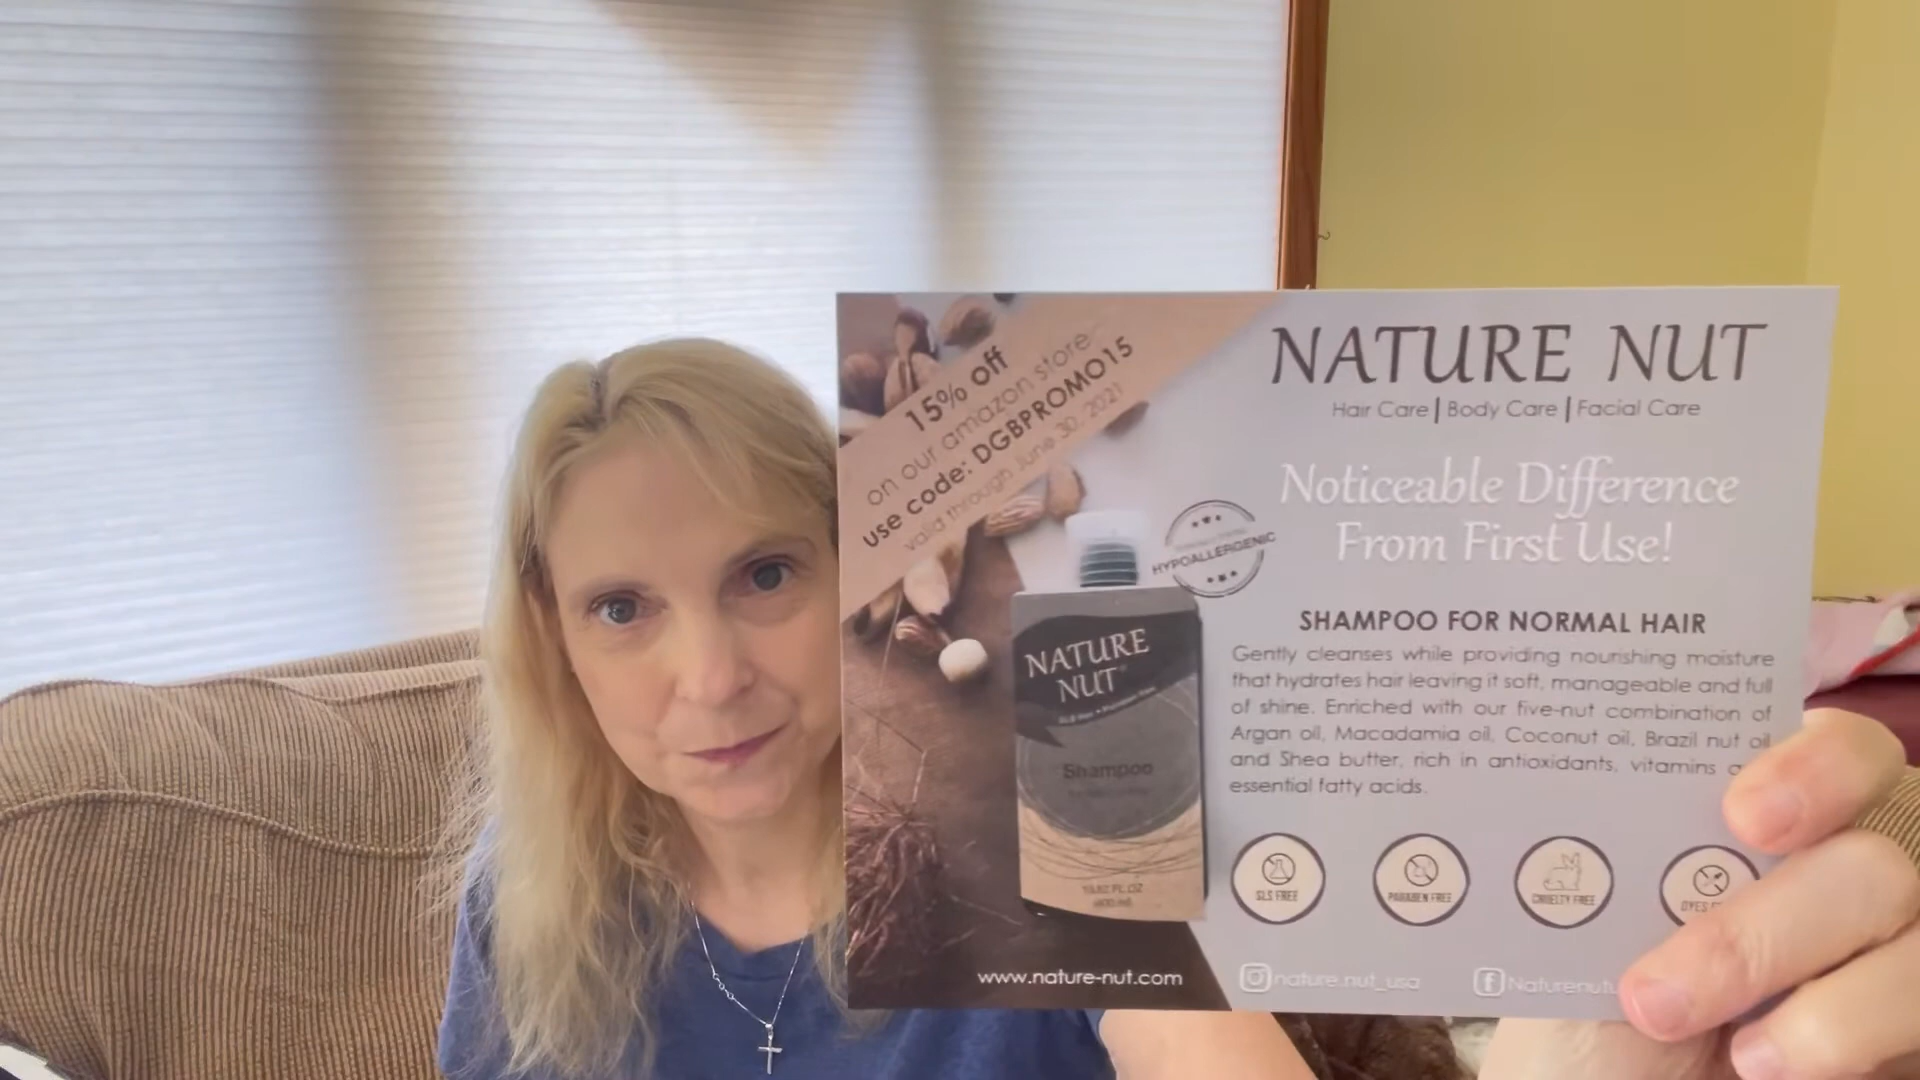 15% off
on our amazon store
use code: DGBPROMO15
valid through June 30, 2021
NATURE NUT
Hair Care | Body Care | Facial Care
Noticeable Difference
From First Use!
HYPOALLERGENIC
SHAMPOO FOR NORMAL HAIR
Gently cleanses while providing nourishing moisture
that hydrates hair leaving it soft, manageable and full
of shine. Enriched with our five-nut combination of
Argan oil, Macadamia oil, Coconut oil, Brazil nut oil
and Shea butter, rich in antioxidants, vitamins
essential fatty acids.
NATURE
NUT®
Shampoo
SLS FREE
PARABEN FREE
CRUELTY FREE
DYES
www.nature-nut.com
nature.nut_usa